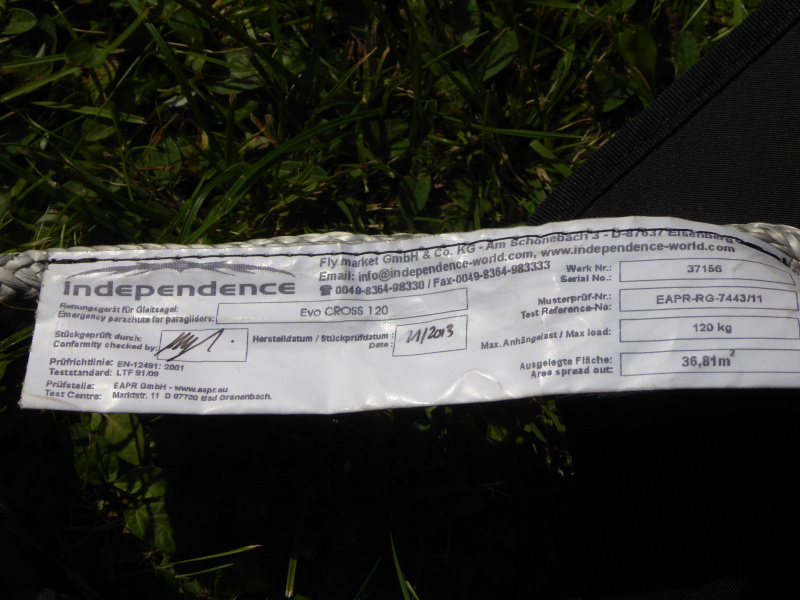 Fly market GmbH & Co. KG - Am Schönebach 3 - D-87637 Eisenberg
Email: info@independence-world.com, www.independence-world.com
☎ 0049-8364-98330 / Fax-0049-8364-983333
independence
Rettungsgerät für Gleitsegel:
Emergency parachute for paragliders:
Evo CROSS 120
Stückgeprüft durch:
Conformity checked by:
Herstelldatum / Stückprüfdatum :
Date :
11/2013
Prüfrichtlinie: EN-12491: 2001
Teststandard: LTF 91/09
Prüfstelle: EAPR GmbH - www.eapr.eu
Test Centre: Marktstr. 11 D 87730 Bad Grönenbach.
Werk Nr.:
Serial No.:
37156
Musterprüf-Nr.:
Test Reference-No:
EAPR-RG-7443/11
Max. Anhängelast / Max load:
120 kg
Ausgelegte Fläche:
Area spread out:
36,81m²